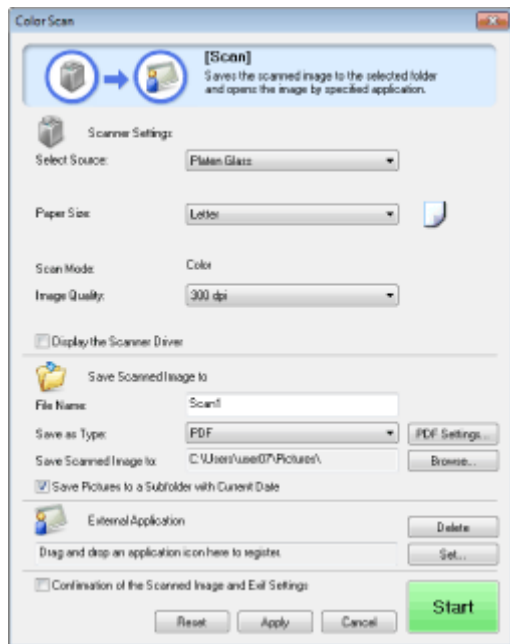 Color Scan
[Scan]
Saves the scanned image to the selected folder
and opens the image by specified application.
Scanner Settings
Select Source: Platen Glass
Paper Size: Letter
Scan Mode: Color
Image Quality: 300 dpi
Display the Scanner Driver
Save Scanned Image to
File Name: Scan1
Save as Type: PDF PDF Settings...
Save Scanned Image to: C:\Users\user07\Pictures\ Browse...
Save Pictures to a Subfolder with Current Date
External Application Delete
Drag and drop an application icon here to register. Set...
Confirmation of the Scanned Image and Exif Settings
Reset Apply Cancel Start